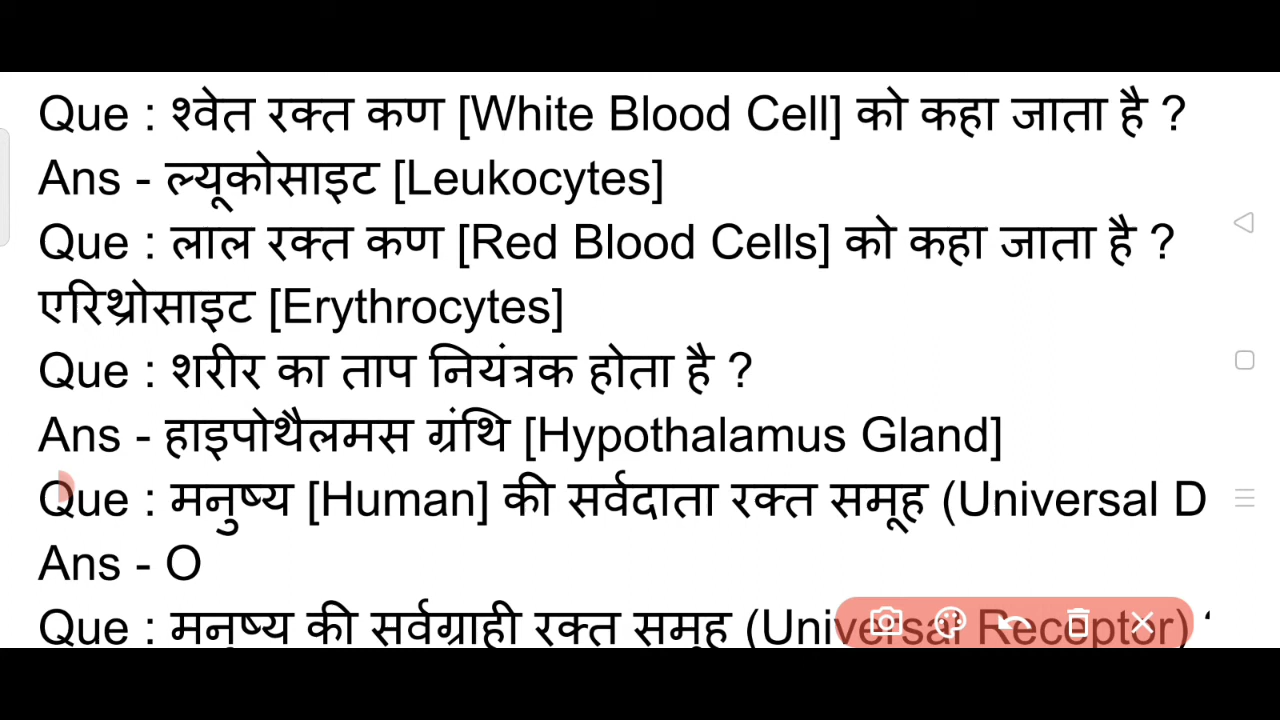 Que : श्वेत रक्त कण [White Blood Cell] को कहा जाता है ?
Ans - ल्यूकोसाइट [Leukocytes]
Que : लाल रक्त कण [Red Blood Cells] को कहा जाता है ?
एरिथ्रोसाइट [Erythrocytes]
Que : शरीर का ताप नियंत्रक होता है ?
Ans - हाइपोथैलमस ग्रंथि [Hypothalamus Gland]
Que : मनुष्य [Human] की सर्वदाता रक्त समूह (Universal D
Ans - O
Que : मनुष्य की सर्वग्राही रक्त समूह (Universal Receptor)